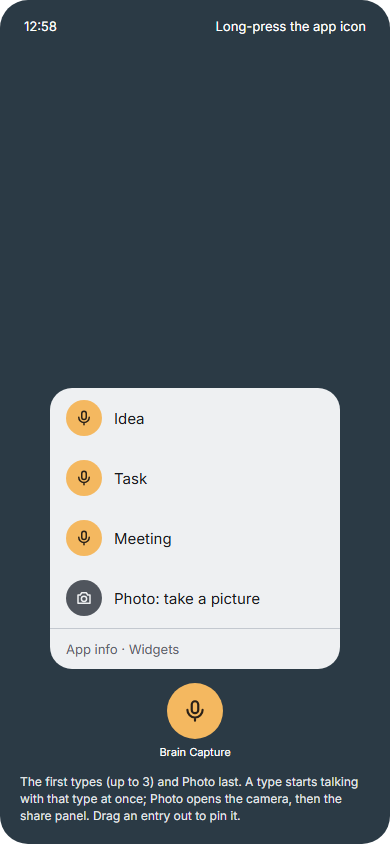 12:58
Long-press the app icon
Idea
Task
Meeting
Photo: take a picture
App info · Widgets
Brain Capture
The first types (up to 3) and Photo last. A type starts talking
with that type at once; Photo opens the camera, then the
share panel. Drag an entry out to pin it.